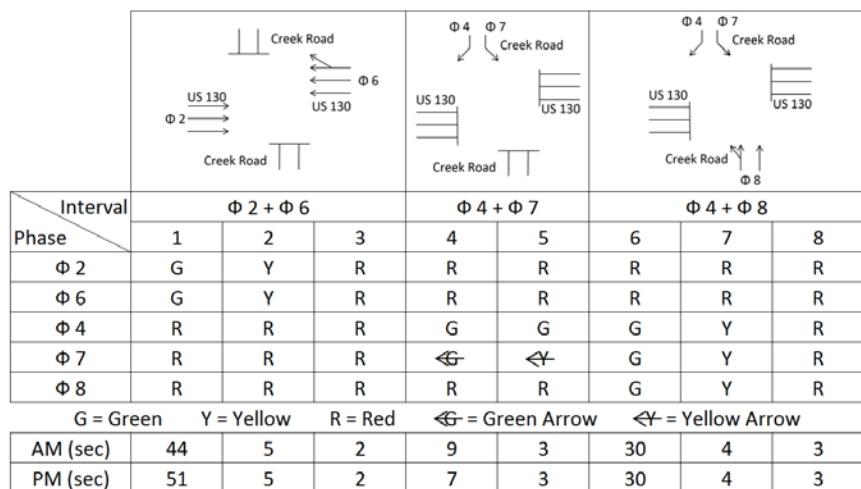 Φ 4 Φ 7
Φ 4 Φ 7
Creek Road
Creek Road
Creek Road
Φ 6
US 130
US 130
US 130
Φ 2
US 130
US 130
US 130
Creek Road
Creek Road
Creek Road
Φ 8
Interval Φ 2 + Φ 6 Φ 4 + Φ 7 Φ 4 + Φ 8
Phase 1 2 3 4 5 6 7 8
Φ 2 G Y R R R R R R
Φ 6 G Y R R R R R R
Φ 4 R R R G G G Y R
Φ 7 R R R G Y G Y R
Φ 8 R R R R R G Y R
G = Green Y = Yellow R = Red G = Green Arrow Y = Yellow Arrow
AM (sec) 44 5 2 9 3 30 4 3
PM (sec) 51 5 2 7 3 30 4 3